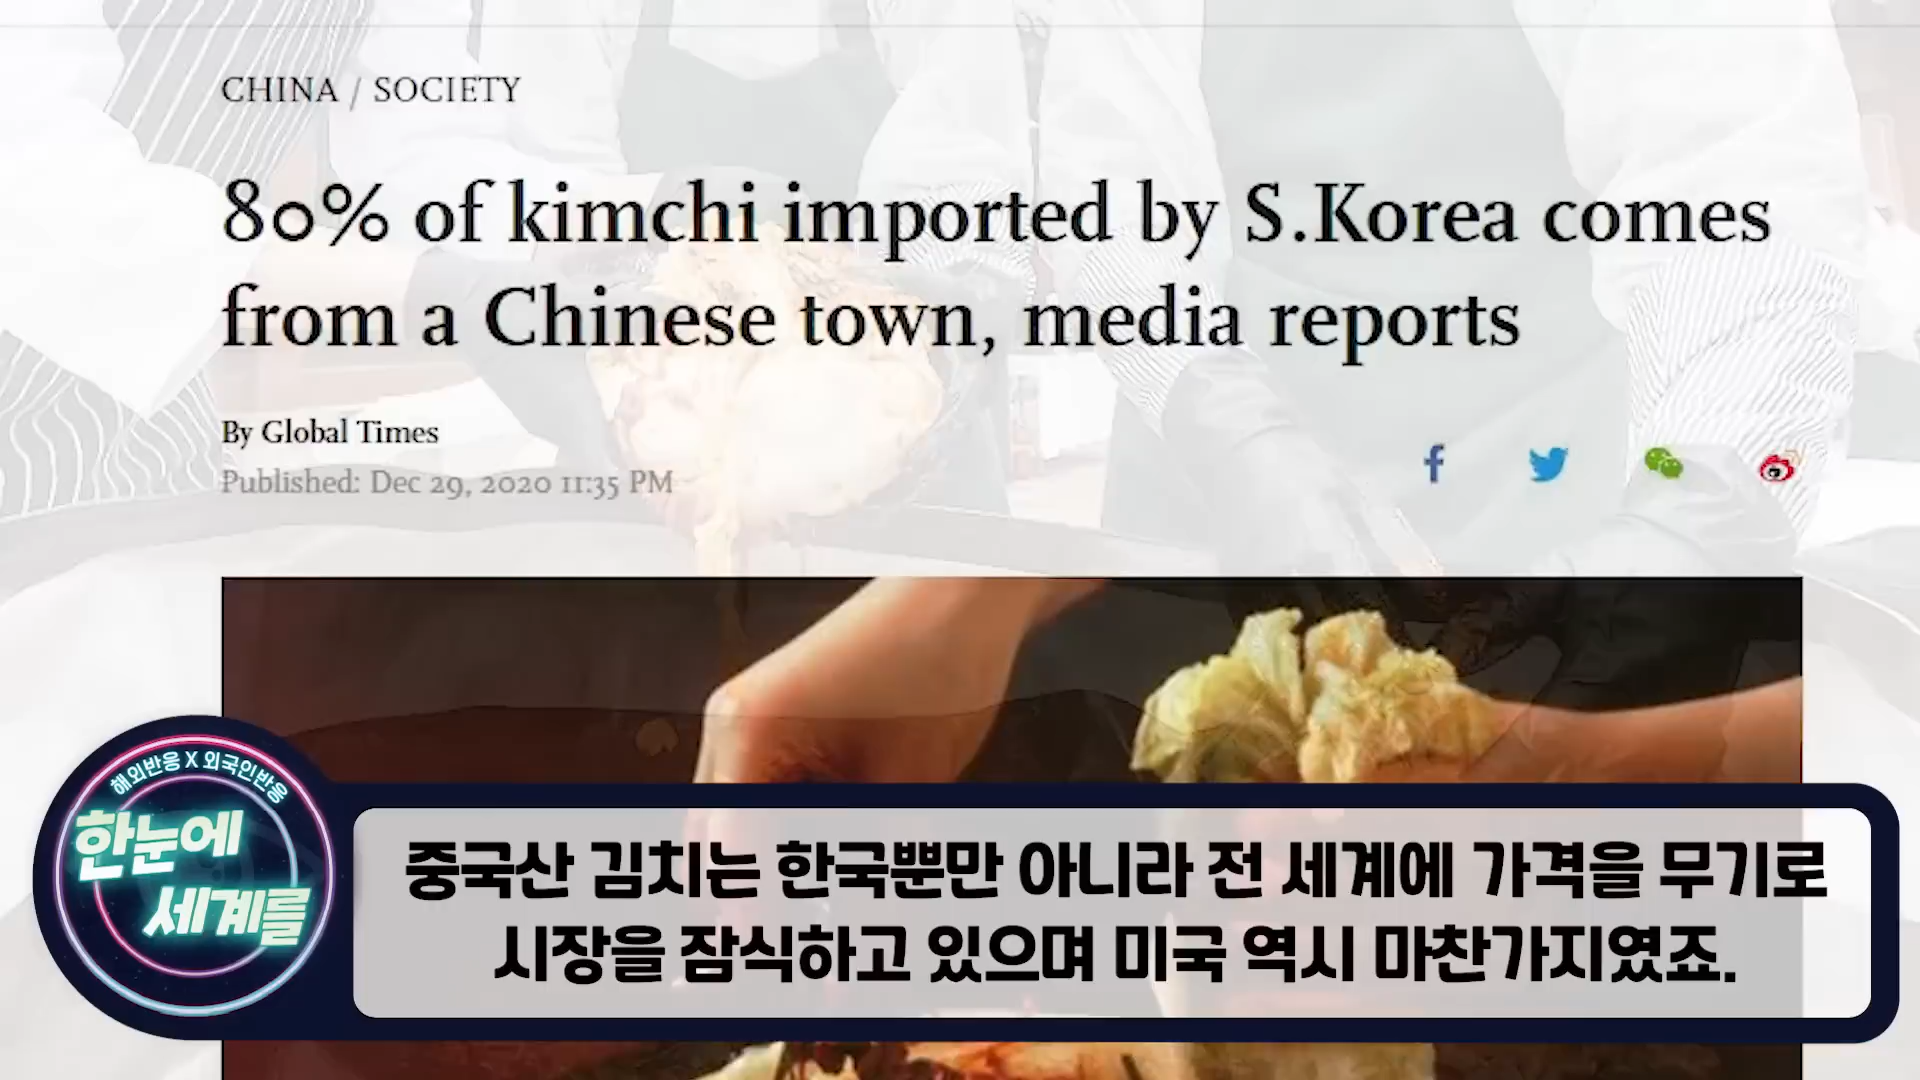 CHINA / SOCIETY
80% of kimchi imported by S.Korea comes
from a Chinese town, media reports
By Global Times
Published: Dec 29, 2020 11:35 PM
해외반응 X 외국인반응
한눈에
세계를
중국산 김치는 한국뿐만 아니라 전 세계에 가격을 무기로
시장을 잠식하고 있으며 미국 역시 마찬가지였죠.